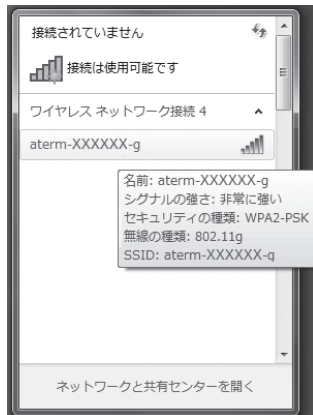 接続されていません
接続は使用可能です
ワイヤレス ネットワーク接続 4
aterm-XXXXXX-g
名前: aterm-XXXXXX-g
シグナルの強さ: 非常に強い
セキュリティの種類: WPA2-PSK
無線の種類: 802.11g
SSID: aterm-XXXXXX-g
ネットワークと共有センターを開く